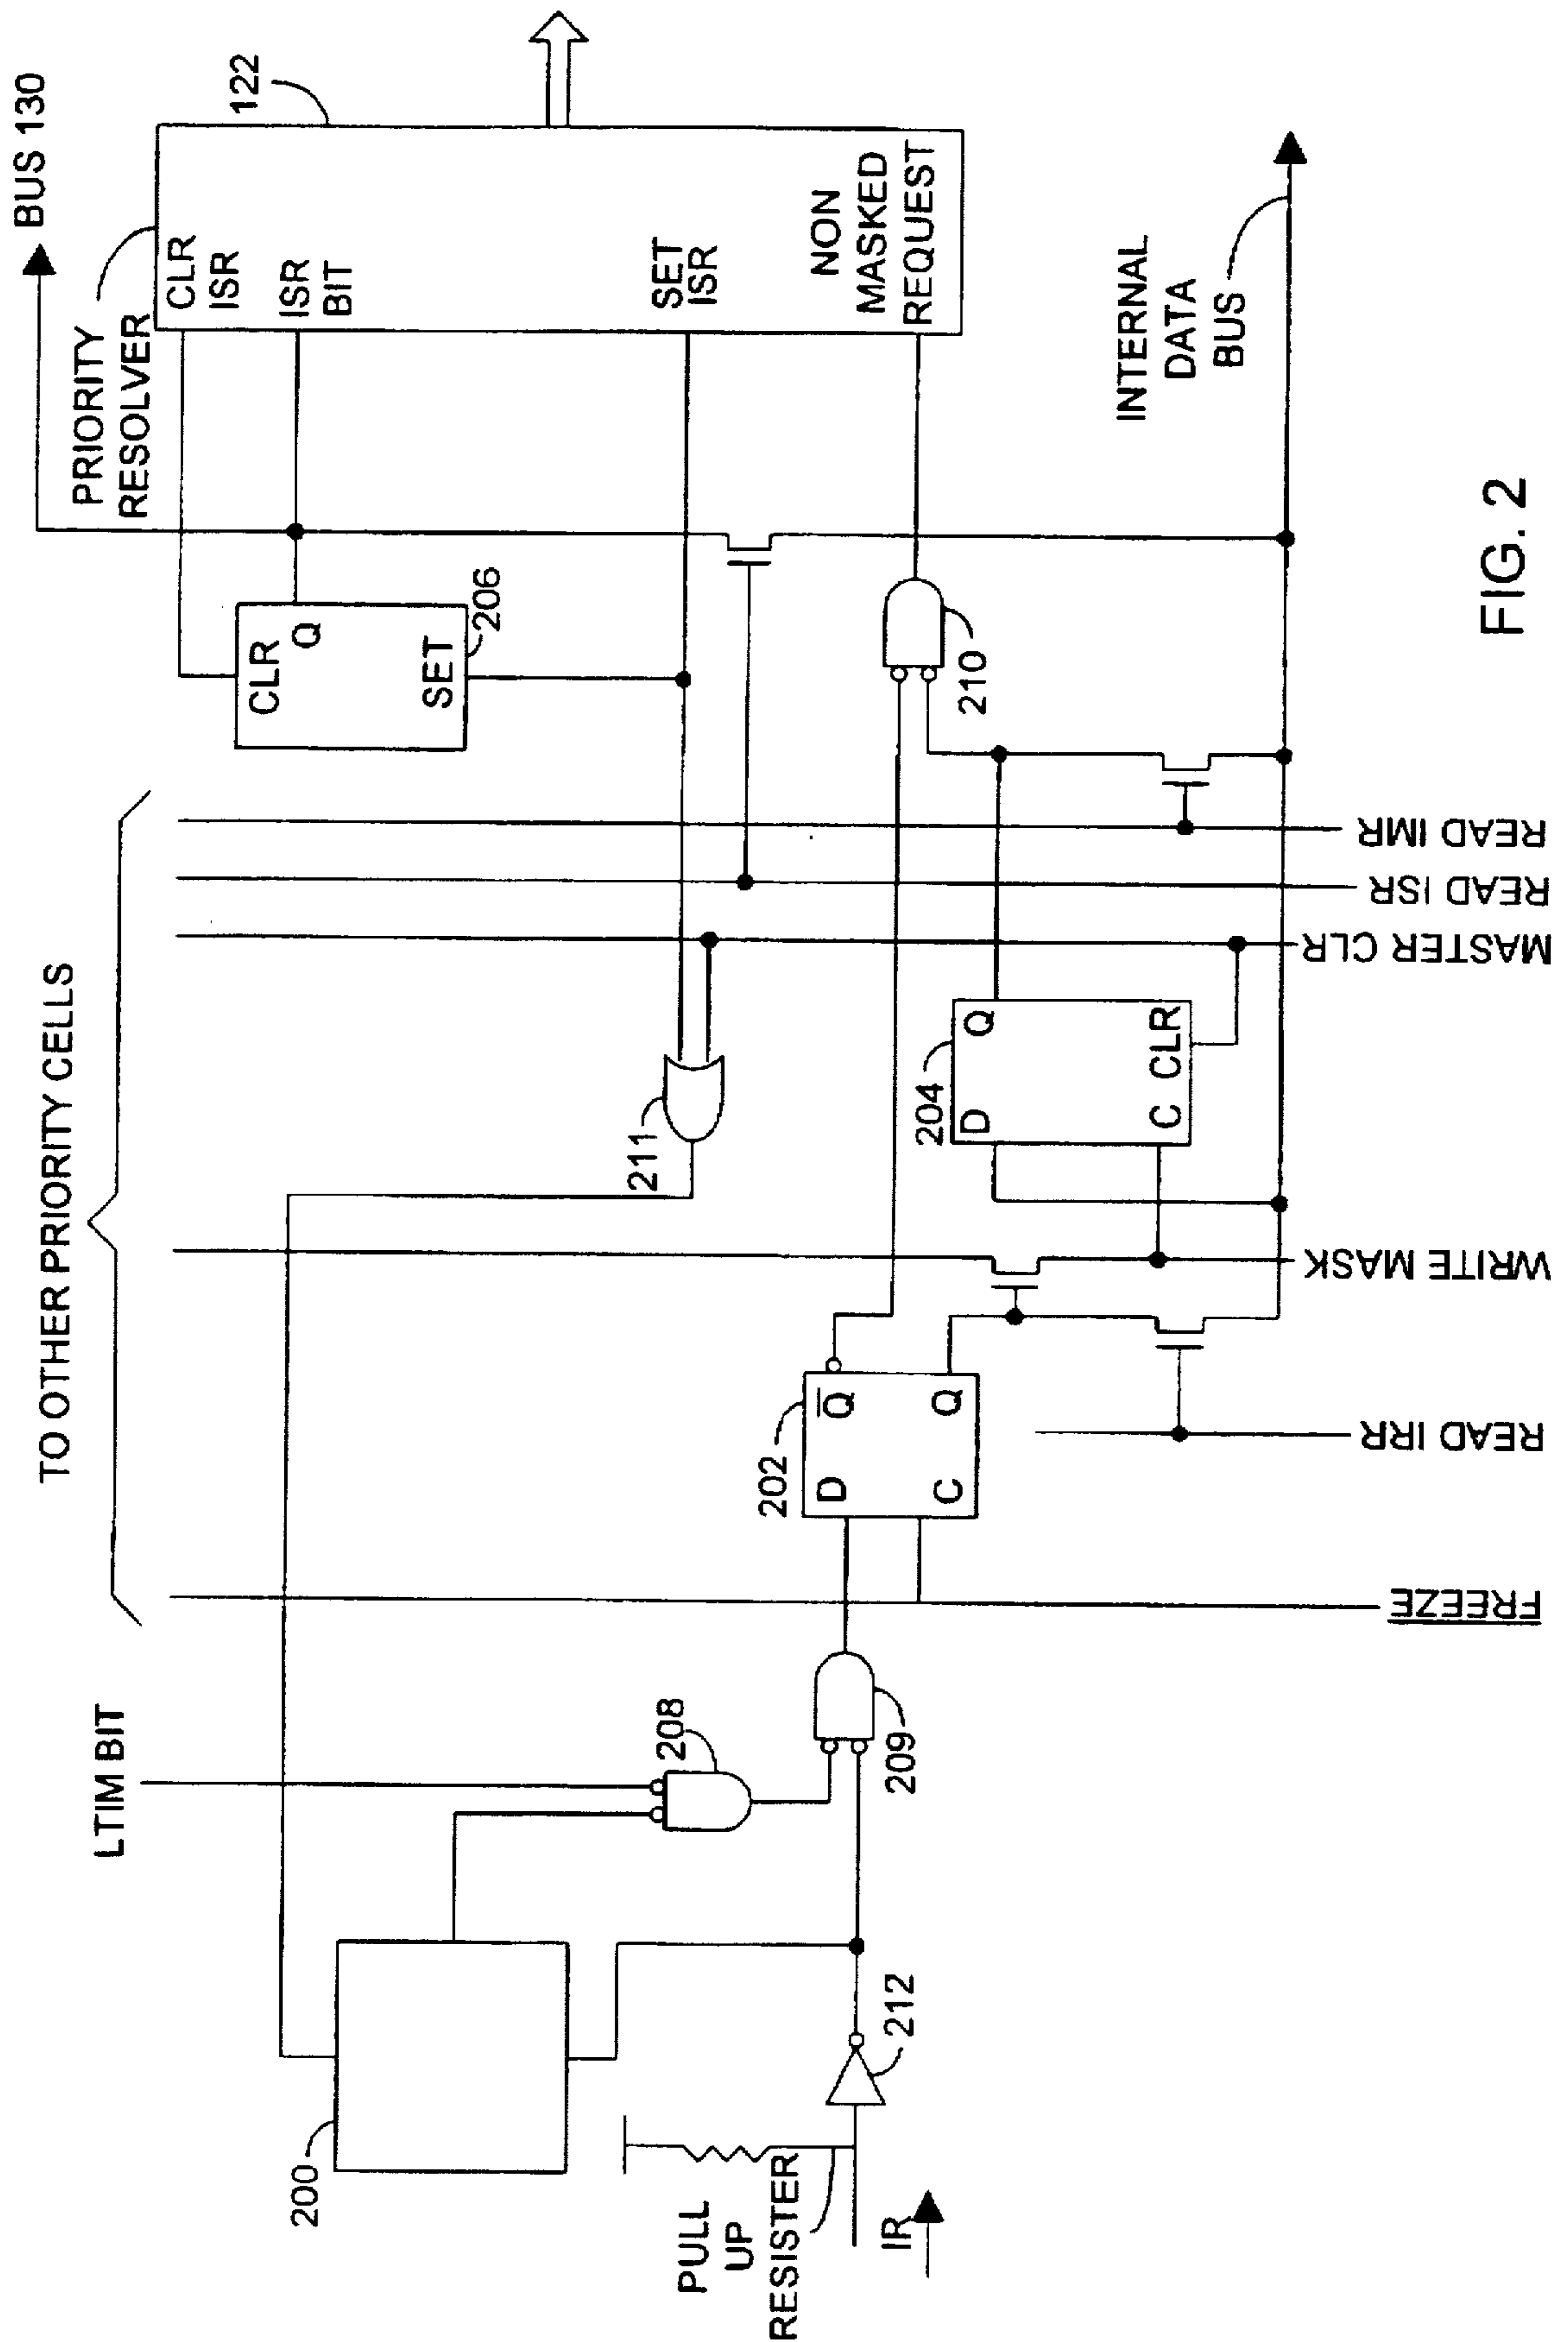 TO OTHER PRIORITY CELLS
LTIM BIT
BUS 130
PRIORITY
RESOLVER
122
CLR
ISR
ISR
BIT
SET
ISR
NON
MASKED
REQUEST
CLR
Q
SET
206
200
208
209
211
210
202
D
Q̅
C
Q
204
D
Q
C CLR
212
PULL
UP
RESISTER
IR
INTERNAL
DATA
BUS
FREEZE
READ IRR
WRITE MASK
MASTER CLR
READ ISR
READ IMR
FIG. 2